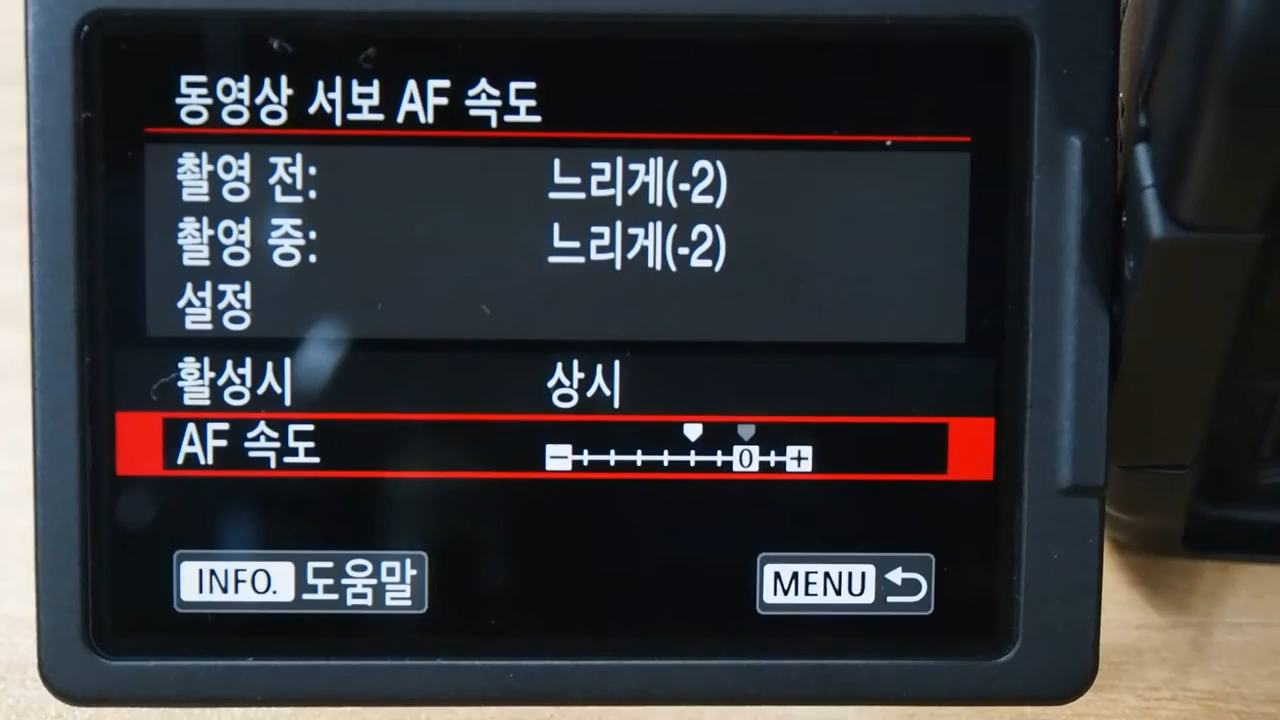 동영상 서보 AF 속도
촬영 전: 느리게(-2)
촬영 중: 느리게(-2)
설정
활성시 상시
AF 속도 − 0 +
INFO. 도움말 MENU